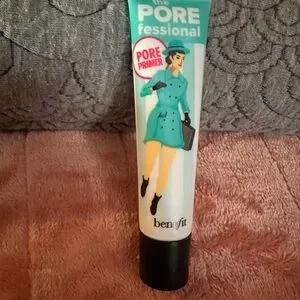 the
PORE
fessional
PORE
PRIMER
benefit